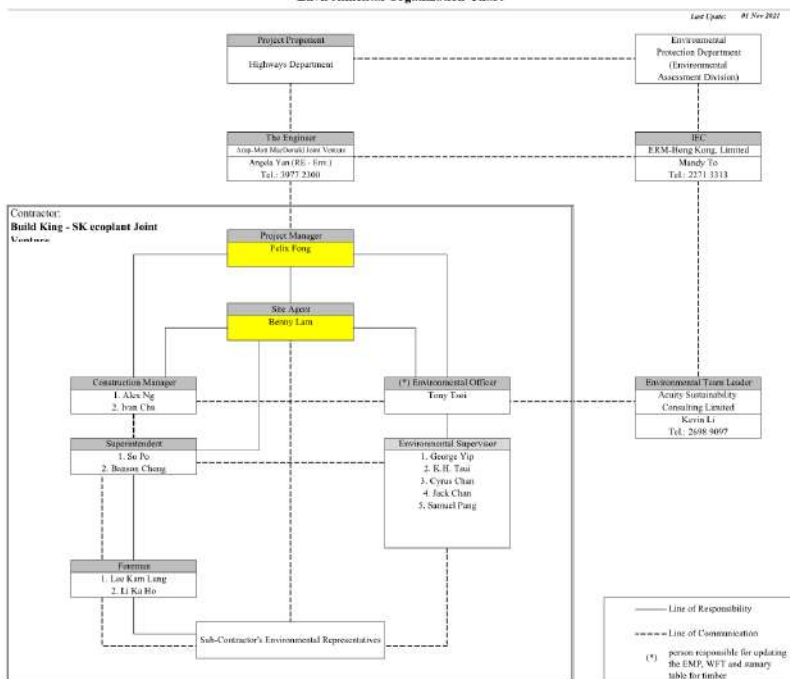 Last Update: 01 Nov 2021
Project Proponent
Highways Department
Environmental
Protection Department
(Environmental
Assessment Division)
The Engineer
Arup-Mott MacDonald Joint Venture
Angela Yan (RE - Env.)
Tel.: 3977 2300
IEC
ERM-Hong Kong, Limited
Mandy To
Tel.: 2271 3313
Contractor:
Build King - SK ecoplant Joint
Venture
Project Manager
Felix Fong
Site Agent
Benny Lam
Construction Manager
1. Alex Ng
2. Ivan Chu
(*) Environmental Officer
Tony Tsoi
Environmental Team Leader
Acuity Sustainability
Consulting Limited
Kevin Li
Tel.: 2698 9097
Superintendent
1. So Po
2. Benson Cheng
Environmental Supervisor
1. George Yip
2. K.H. Tsui
3. Cyrus Chan
4. Jack Chan
5. Samuel Pang
Foreman
1. Lee Kam Lung
2. Li Ka Ho
Sub-Contractor's Environmental Representatives
Line of Responsibility
Line of Communication
(*) person responsible for updating
the EMP, WFT and
table for timber